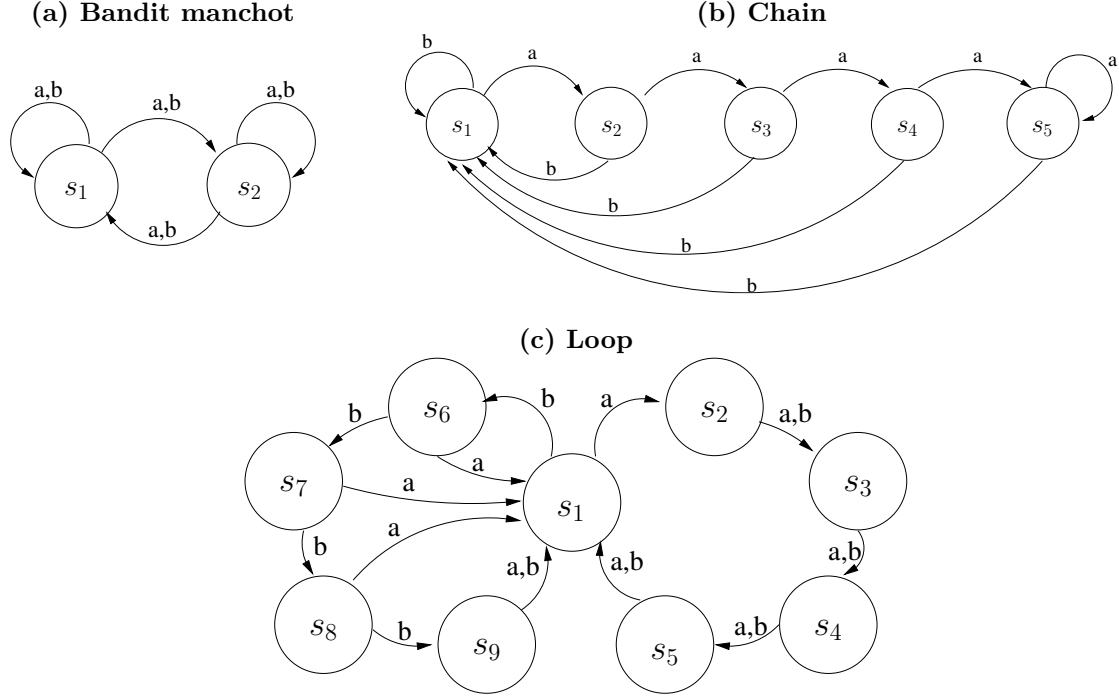 (a) Bandit manchot
a,b
a,b
a,b
s1
s2
a,b
(b) Chain
b
a
a
a
a
a
s1
s2
s3
s4
s5
b
b
b
b
(c) Loop
s6
b
a
s2
b
a,b
a
s7
a
s1
s3
b
a
a,b
a,b
a,b
s8
b
s9
s5
a,b
s4